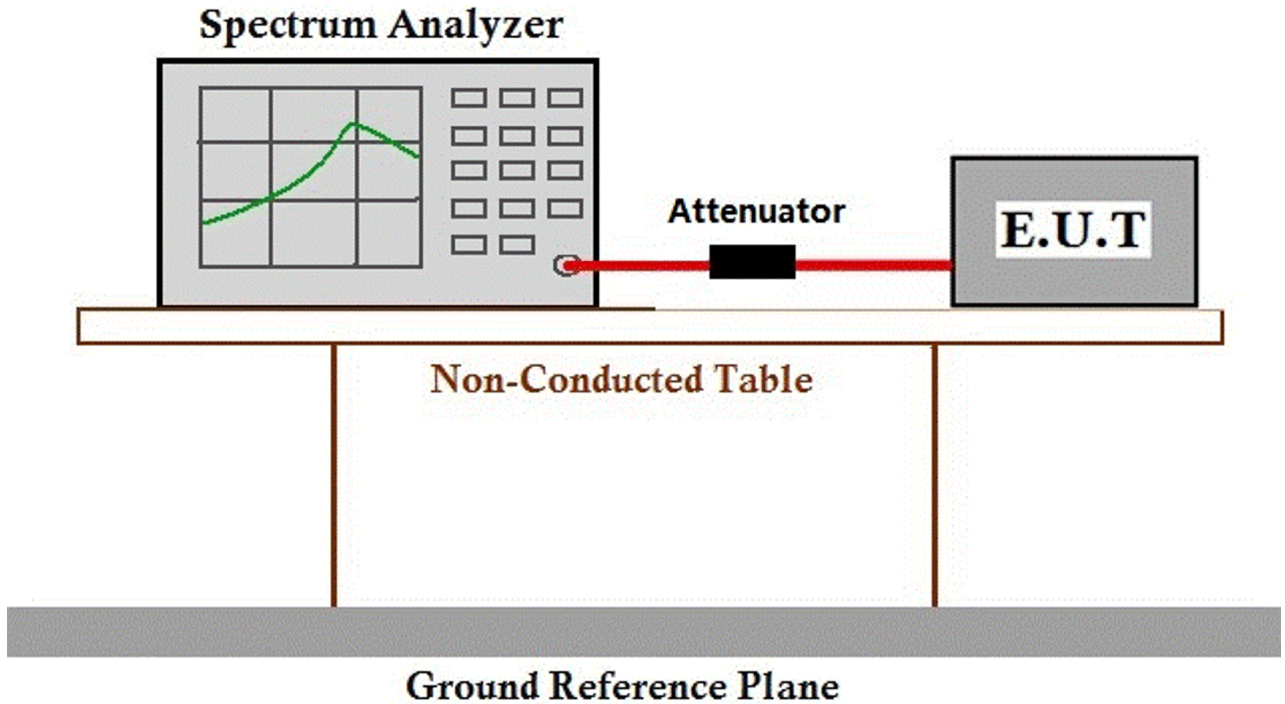 Spectrum Analyzer
Attenuator
E.U.T
Non-Conducted Table
Ground Reference Plane